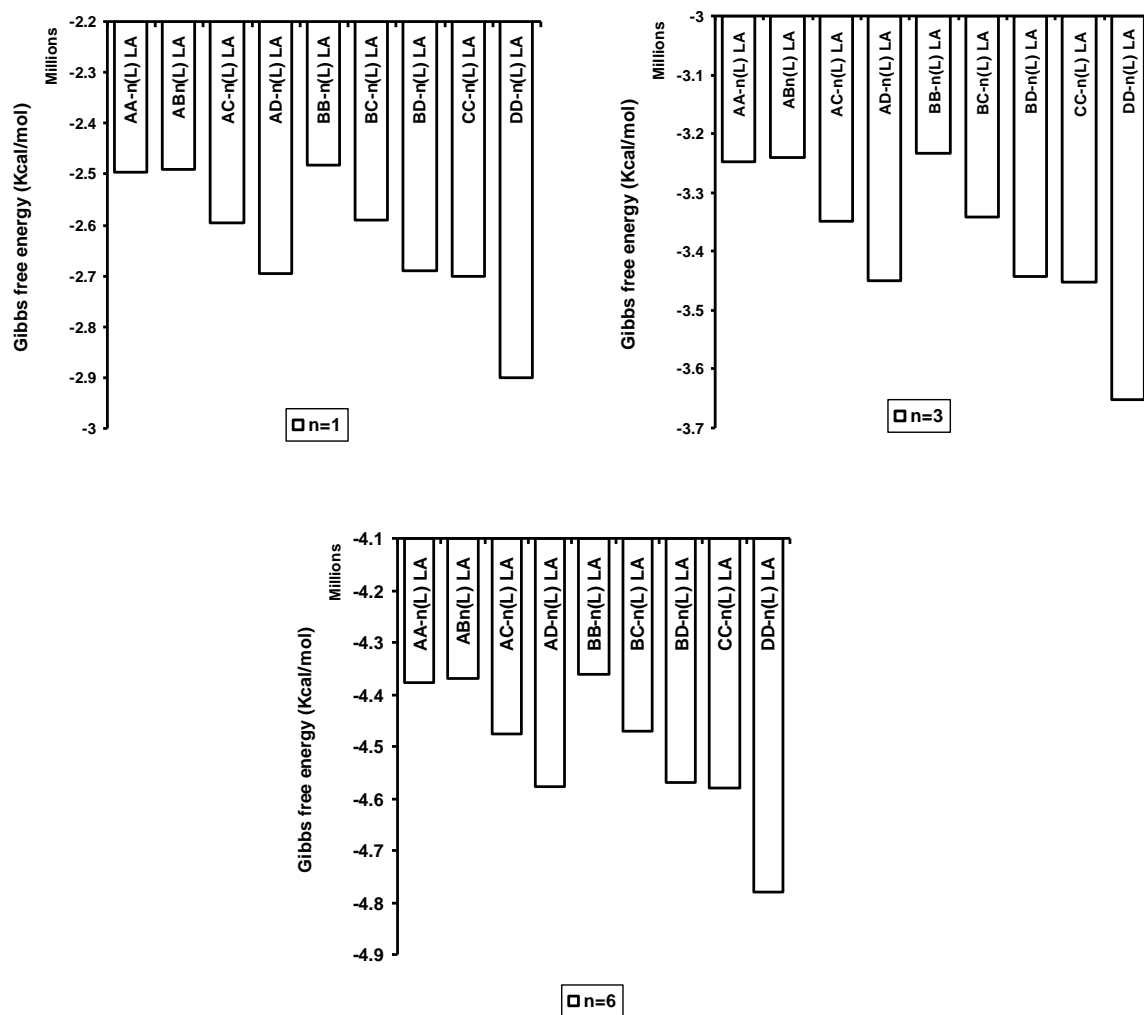 Millions
Gibbs free energy (Kcal/mol)
-2.2
-2.3
-2.4
-2.5
-2.6
-2.7
-2.8
-2.9
-3
AA-n(L) LA
ABn(L) LA
AC-n(L) LA
AD-n(L) LA
BB-n(L) LA
BC-n(L) LA
BD-n(L) LA
CC-n(L) LA
DD-n(L) LA
n=1
Millions
Gibbs free energy (Kcal/mol)
-3
-3.1
-3.2
-3.3
-3.4
-3.5
-3.6
-3.7
AA-n(L) LA
ABn(L) LA
AC-n(L) LA
AD-n(L) LA
BB-n(L) LA
BC-n(L) LA
BD-n(L) LA
CC-n(L) LA
DD-n(L) LA
n=3
Millions
Gibbs free energy (Kcal/mol)
-4.1
-4.2
-4.3
-4.4
-4.5
-4.6
-4.7
-4.8
-4.9
AA-n(L) LA
ABn(L) LA
AC-n(L) LA
AD-n(L) LA
BB-n(L) LA
BC-n(L) LA
BD-n(L) LA
CC-n(L) LA
DD-n(L) LA
n=6